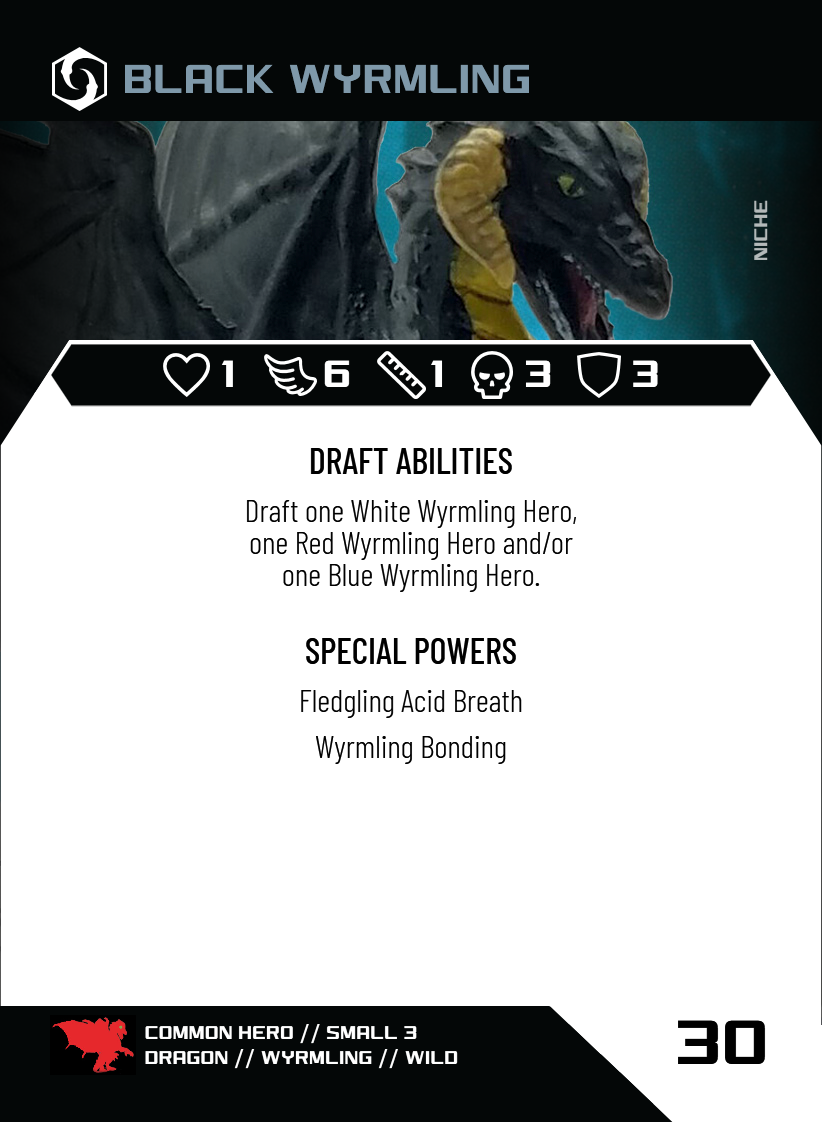 BLACK WYRMLING
NICHE
1 6 1 3 3
DRAFT ABILITIES
Draft one White Wyrmling Hero,
one Red Wyrmling Hero and/or
one Blue Wyrmling Hero.
SPECIAL POWERS
Fledgling Acid Breath
Wyrmling Bonding
COMMON HERO // SMALL 3
DRAGON // WYRMLING // WILD
30